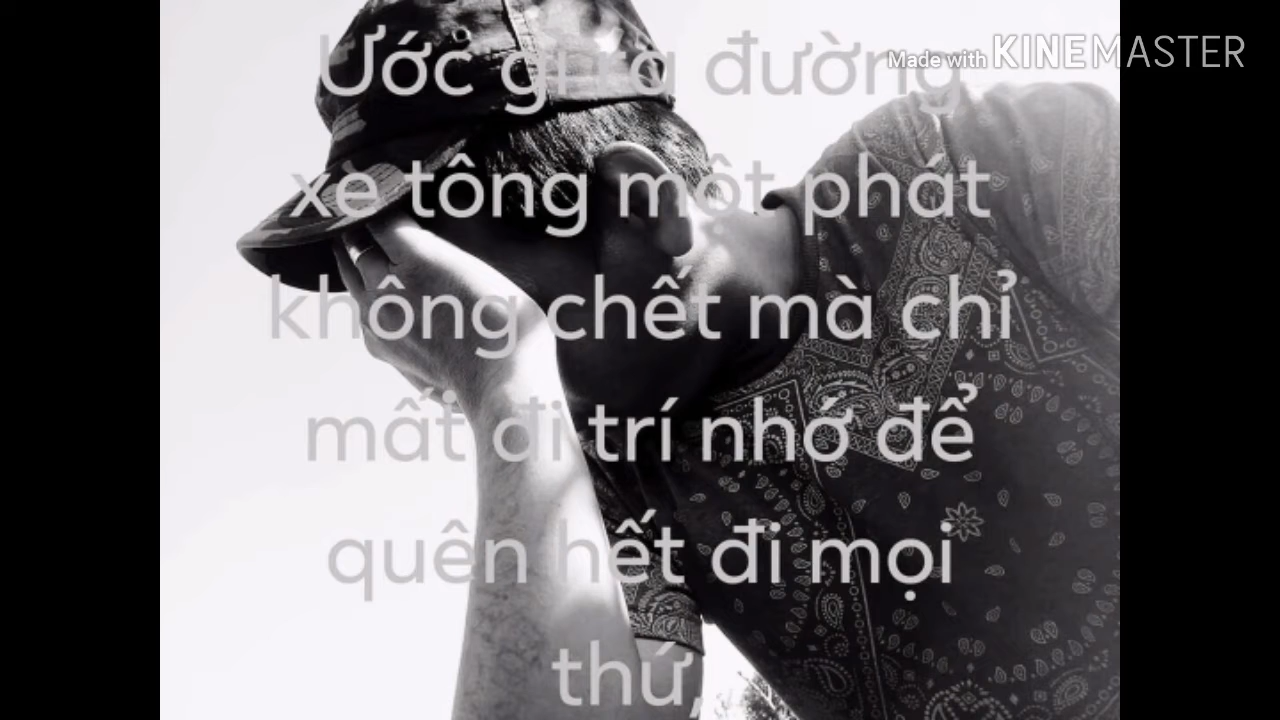 Ước gì ra đường
Made with KINEMASTER
xè tông một phát
không chết mà chỉ
mất đi trí nhớ để
quên hết đi mọi
thứ,